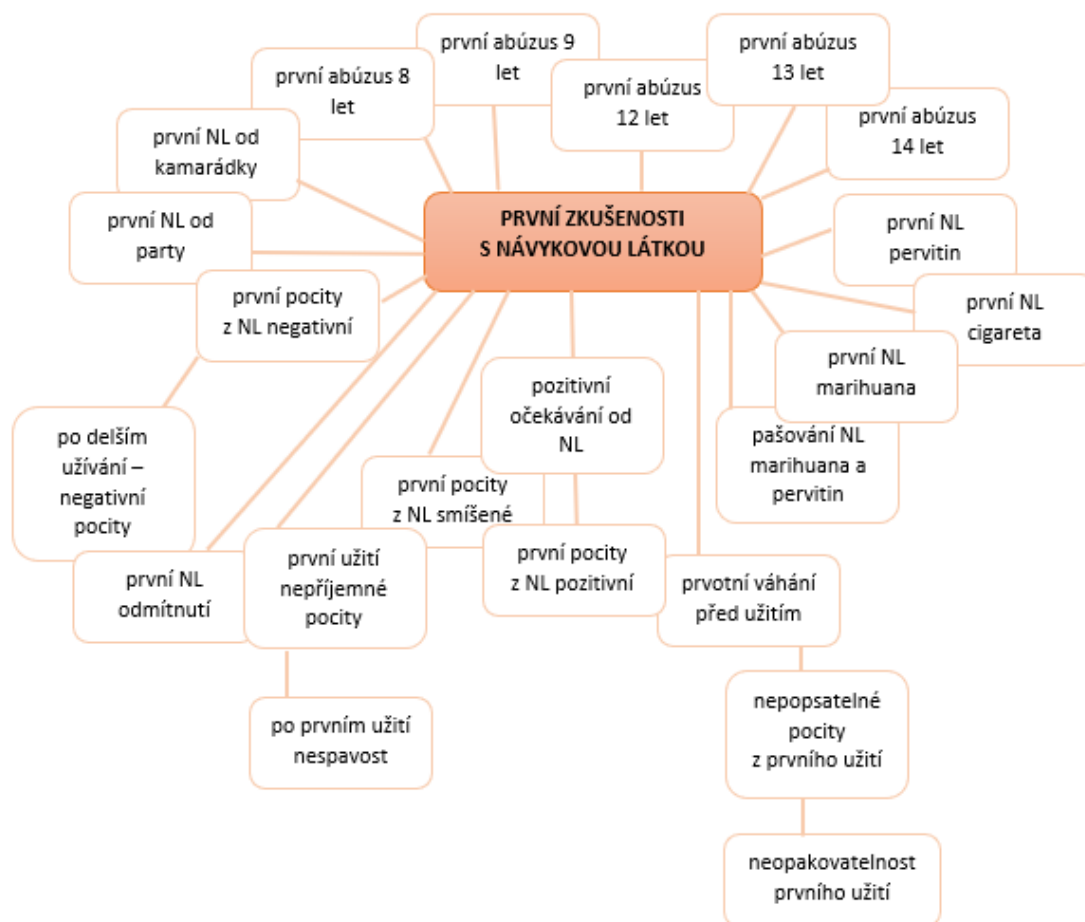 první abúzus 9
let
první abúzus
13 let
první abúzus 8
let
první abúzus
12 let
první abúzus
14 let
první NL od
kamarádky
PRVNÍ ZKUŠENOSTI
S NÁVYKOVOU LÁTKOU
první NL od
party
první NL
pervitin
první pocity
z NL negativní
první NL
cigareta
první NL
marihuana
pozitivní
očekávání od
NL
po delším
užívání –
negativní
pocity
pašování NL
marihuana a
pervitin
první pocity
z NL smíšené
první NL
odmítnutí
první užití
nepříjemné
pocity
první pocity
z NL pozitivní
prvotní váhání
před užitím
po prvním užití
nespavost
nepopsatelné
pocity
z prvního užití
neopakovatelnost
prvního užití